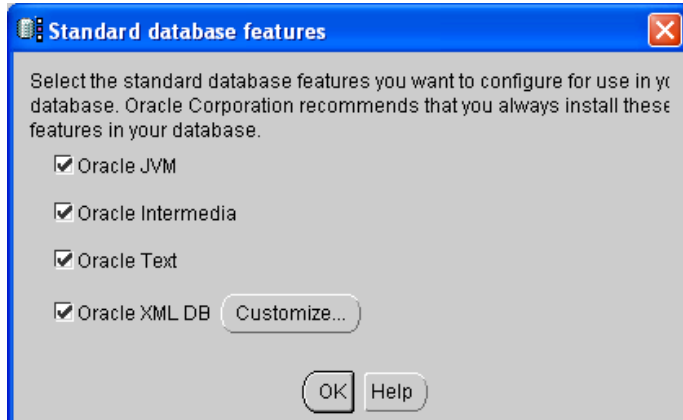 Standard database features
Select the standard database features you want to configure for use in yo
database. Oracle Corporation recommends that you always install these
features in your database.
Oracle JVM
Oracle Intermedia
Oracle Text
Oracle XML DB Customize...
OK Help